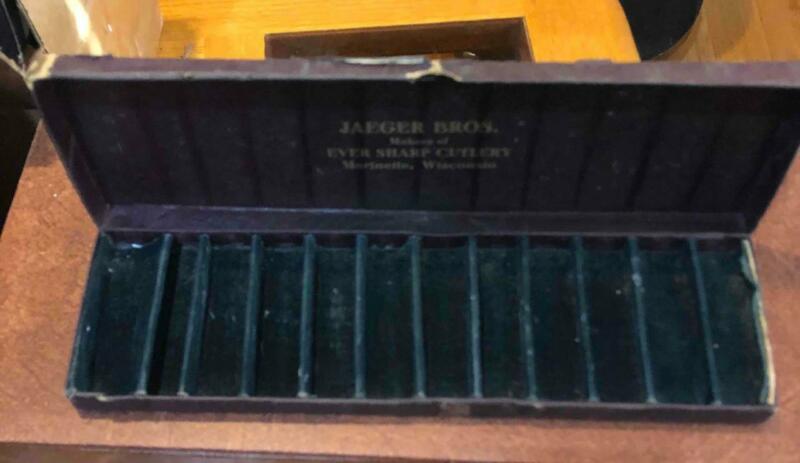 JAEGER BROS.
Makers of
EVER SHARP CUTLERY
Marinette, Wisconsin